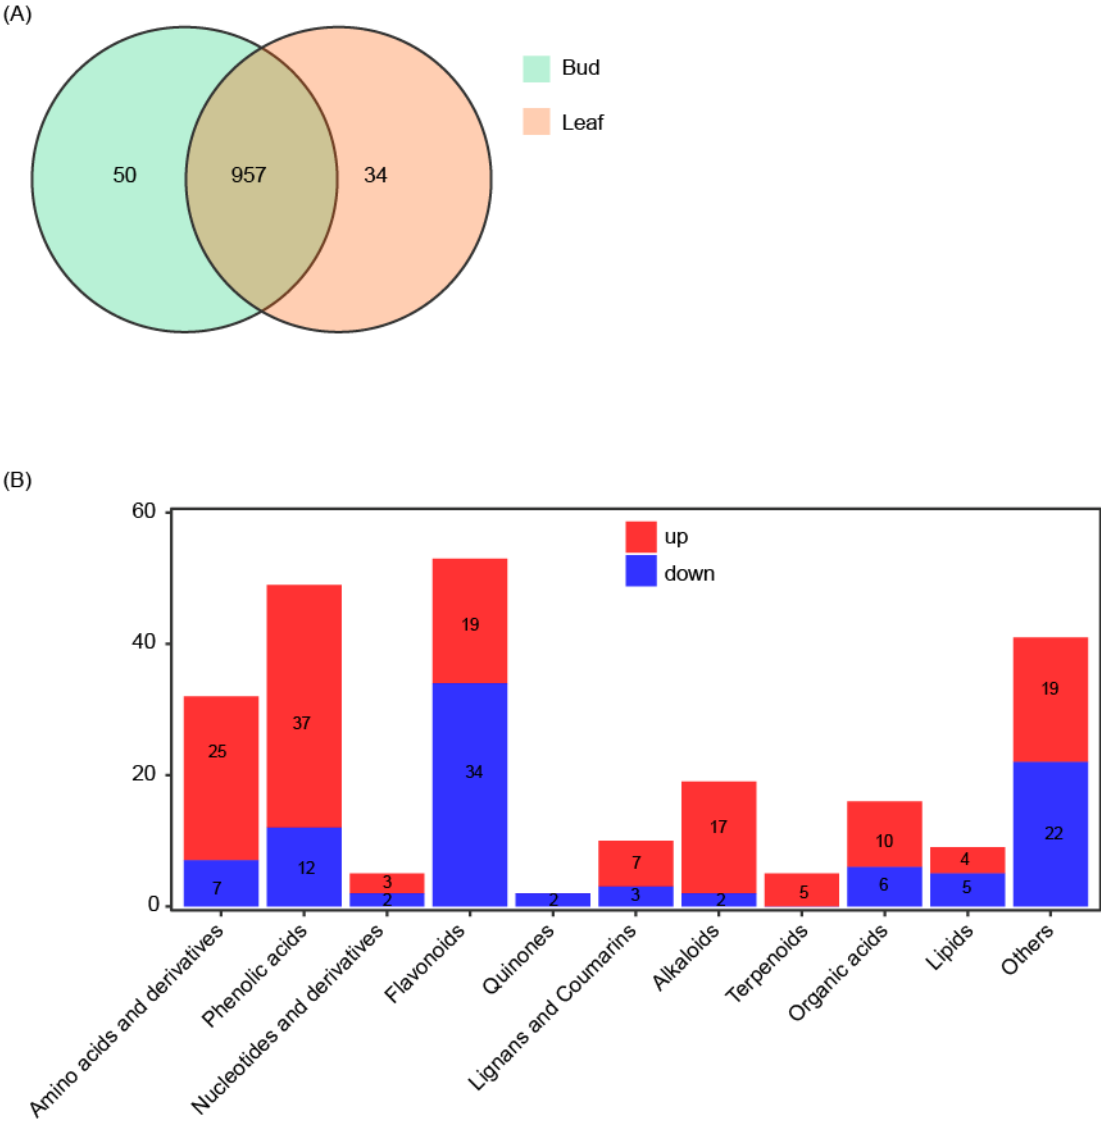 (A)
Bud
Leaf
50 957 34
(B)
60
40
20
0
up
down
25
7
37
12
3
2
19
34
2
7
3
17
2
5
10
6
4
5
19
22
Amino acids and derivatives
Phenolic acids
Nucleotides and derivatives
Flavonoids
Quinones
Lignans and Coumarins
Alkaloids
Terpenoids
Organic acids
Lipids
Others